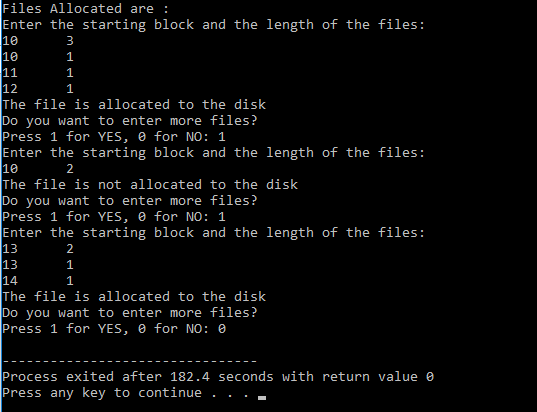 Files Allocated are :
Enter the starting block and the length of the files:
10      3
10      1
11      1
12      1
The file is allocated to the disk
Do you want to enter more files?
Press 1 for YES, 0 for NO: 1
Enter the starting block and the length of the files:
10      2
The file is not allocated to the disk
Do you want to enter more files?
Press 1 for YES, 0 for NO: 1
Enter the starting block and the length of the files:
13      2
13      1
14      1
The file is allocated to the disk
Do you want to enter more files?
Press 1 for YES, 0 for NO: 0
--------------------------------
Process exited after 182.4 seconds with return value 0
Press any key to continue . . .